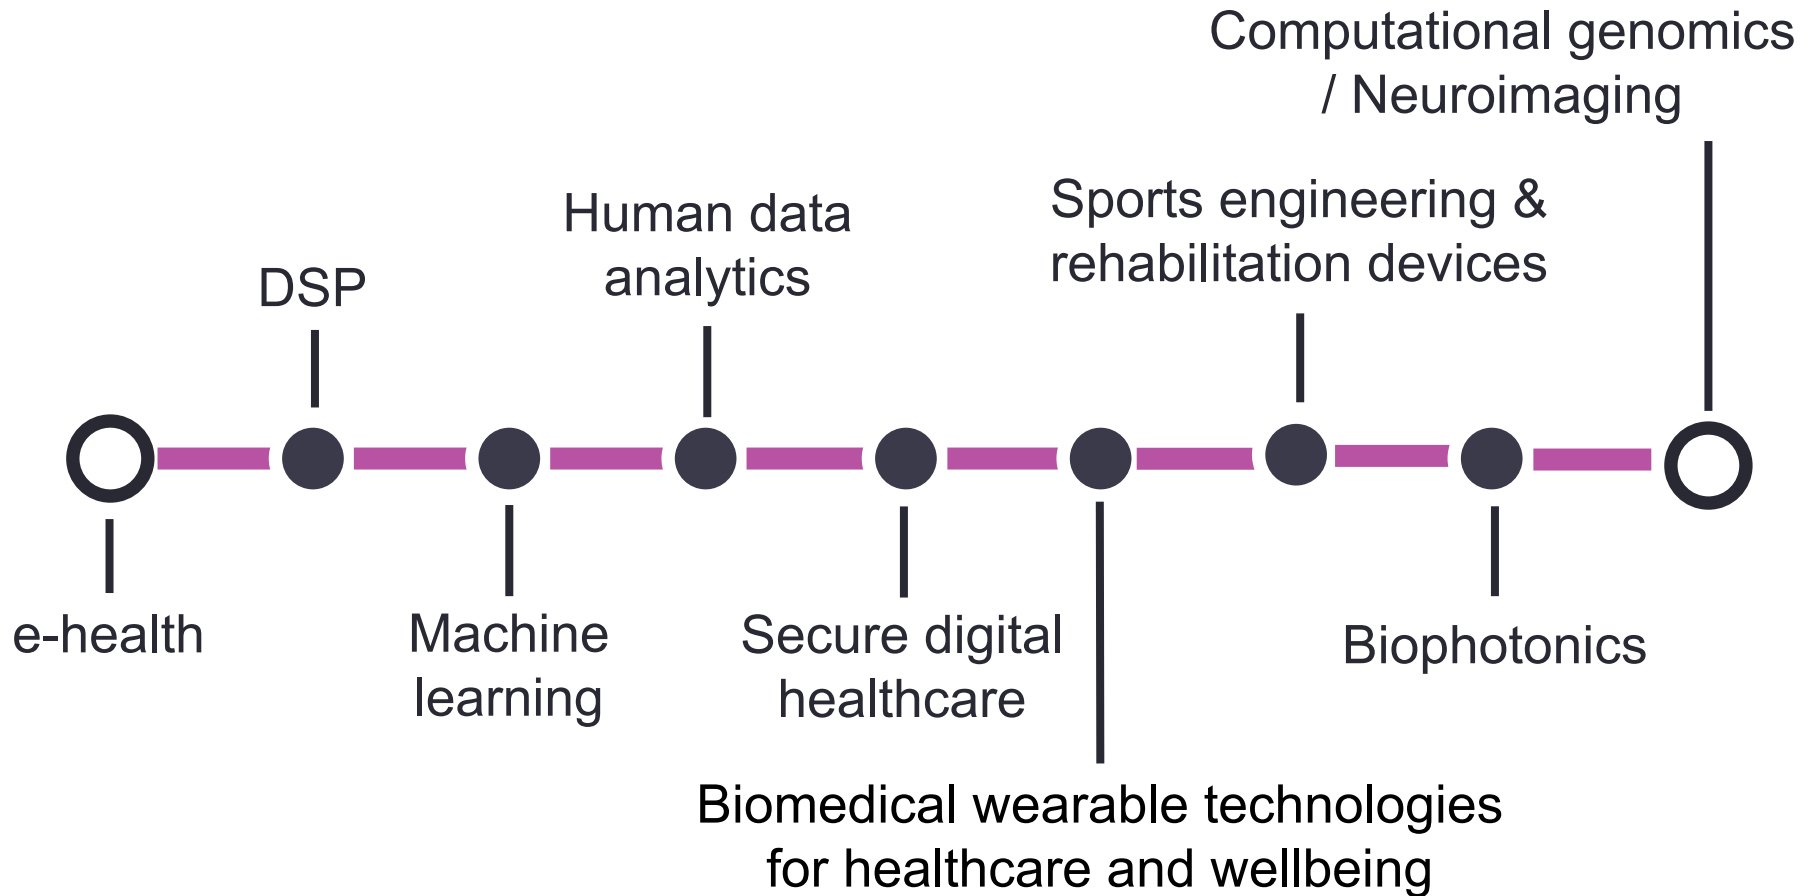 Computational genomics
/ Neuroimaging
Human data
analytics
Sports engineering &
rehabilitation devices
DSP
e-health
Machine
learning
Secure digital
healthcare
Biophotonics
Biomedical wearable technologies
for healthcare and wellbeing